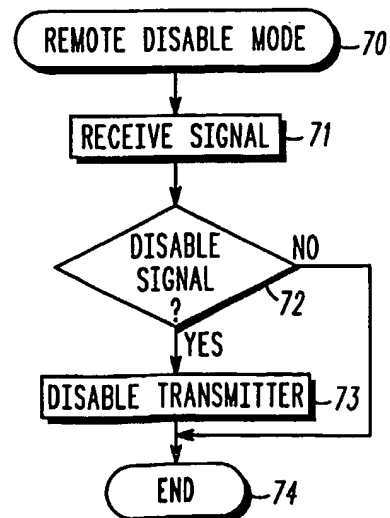 REMOTE DISABLE MODE 70
RECEIVE SIGNAL 71
DISABLE
SIGNAL
?
NO
72
YES
DISABLE TRANSMITTER 73
END 74